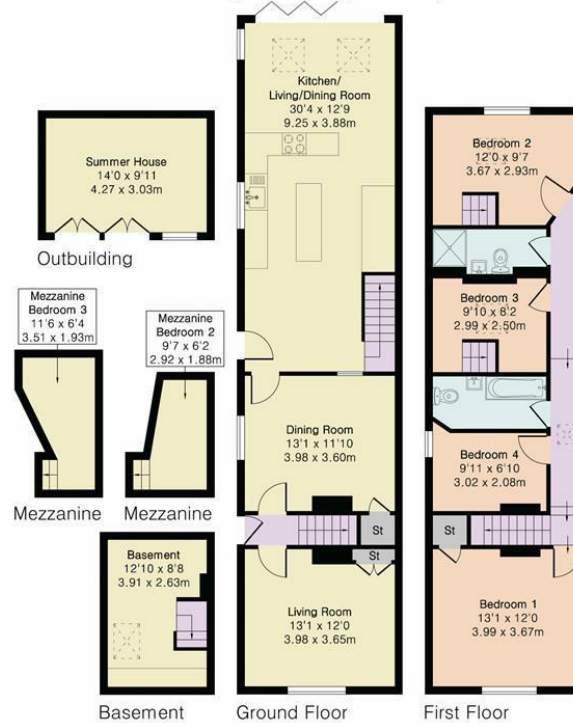 Kitchen/
Living/Dining Room
30'4 x 12'9
9.25 x 3.88m
Summer House
14'0 x 9'11
4.27 x 3.03m
Outbuilding
Mezzanine
Bedroom 3
11'6 x 6'4
3.51 x 1.93m
Mezzanine
Mezzanine
Bedroom 2
9'7 x 6'2
2.92 x 1.88m
Mezzanine
Basement
12'10 x 8'8
3.91 x 2.63m
Basement
Dining Room
13'1 x 11'10
3.98 x 3.60m
St
St
Living Room
13'1 x 12'0
3.98 x 3.65m
Ground Floor
Bedroom 2
12'0 x 9'7
3.67 x 2.93m
Bedroom 3
9'10 x 8'2
2.99 x 2.50m
Bedroom 4
9'11 x 6'10
3.02 x 2.08m
St
Bedroom 1
13'1 x 12'0
3.99 x 3.67m
First Floor